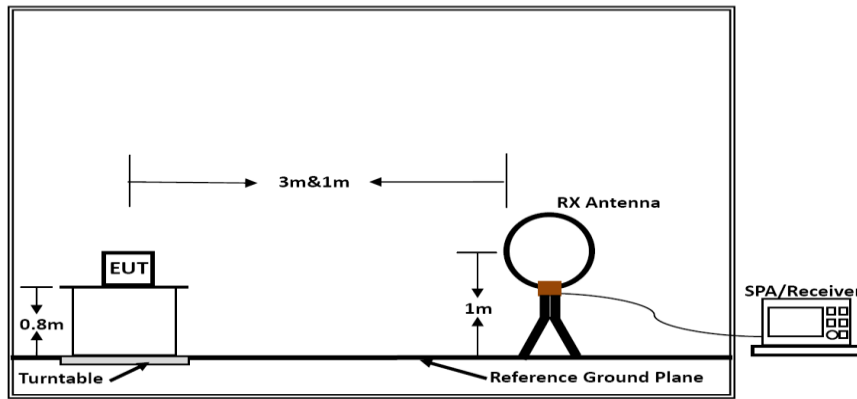 3m&1m
RX Antenna
EUT
SPA/Receiver
0.8m
1m
Turntable
Reference Ground Plane